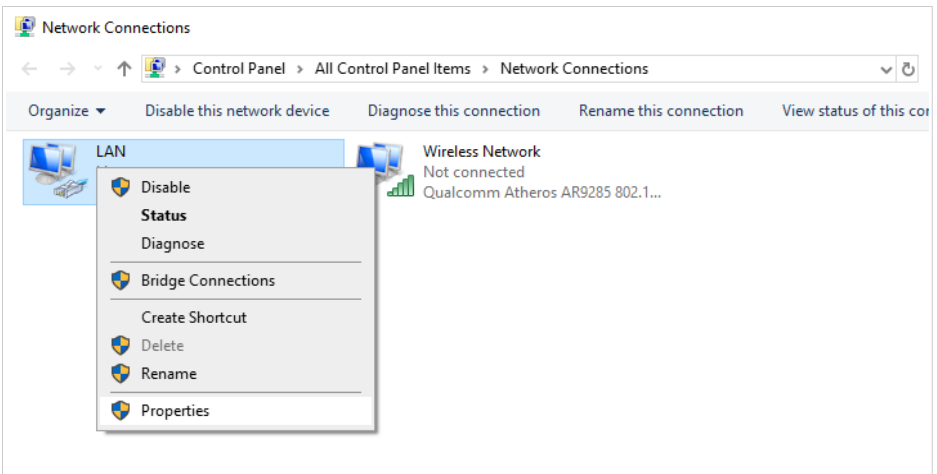 Network Connections
Control Panel > All Control Panel Items > Network Connections
Organize Disable this network device Diagnose this connection Rename this connection View status of this con
LAN
Wireless Network
Not connected
Qualcomm Atheros AR9285 802.1...
Disable
Status
Diagnose
Bridge Connections
Create Shortcut
Delete
Rename
Properties